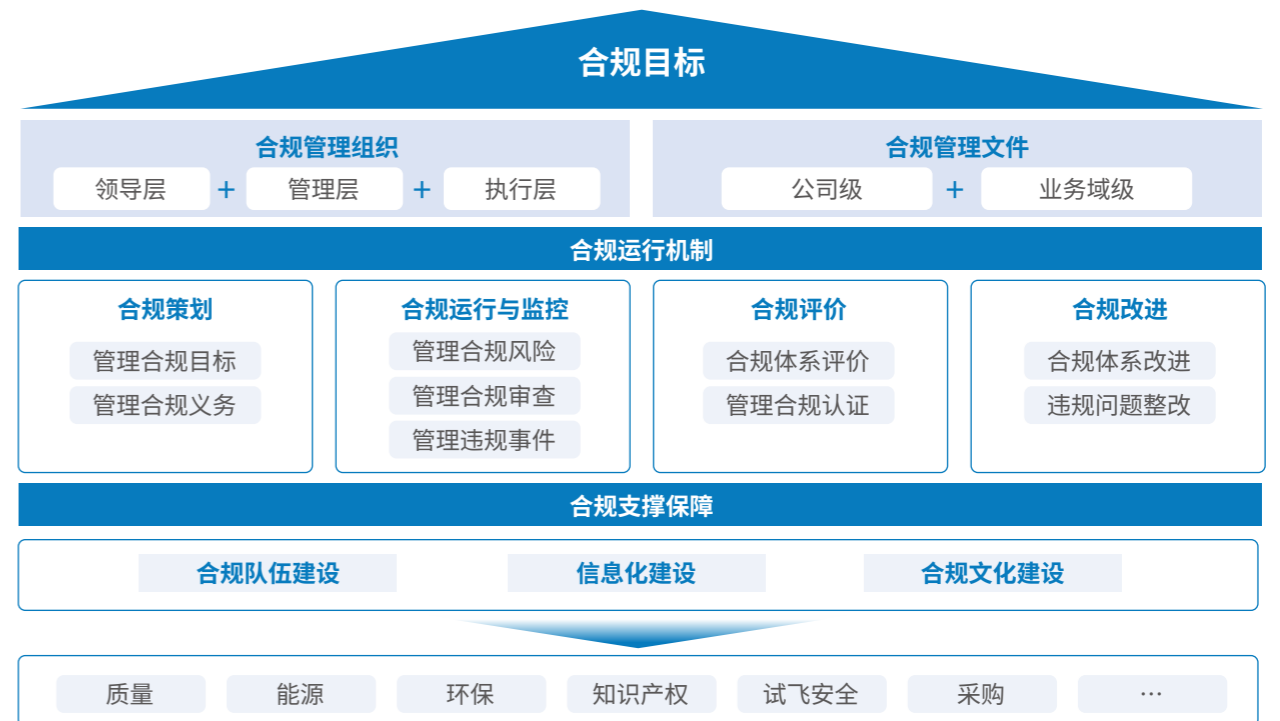 合规目标
合规管理组织
领导层 + 管理层 + 执行层
合规管理文件
公司级 + 业务域级
合规运行机制
合规策划
管理合规目标
管理合规义务
合规运行与监控
管理合规风险
管理合规审查
管理违规事件
合规评价
合规体系评价
管理合规认证
合规改进
合规体系改进
违规问题整改
合规支撑保障
合规队伍建设 信息化建设 合规文化建设
质量 能源 环保 知识产权 试飞安全 采购 …